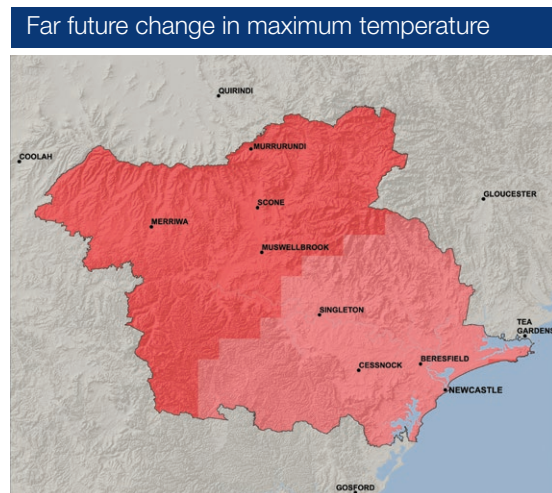 Far future change in maximum temperature
QUIRINDI
COOLAH
MURRURUNDI
GLOUCESTER
SCONE
MERRIWA
MUSWELLBROOK
SINGLETON
TEA
GARDENS
BERESFIELD
CESSNOCK
NEWCASTLE
GOSFORD